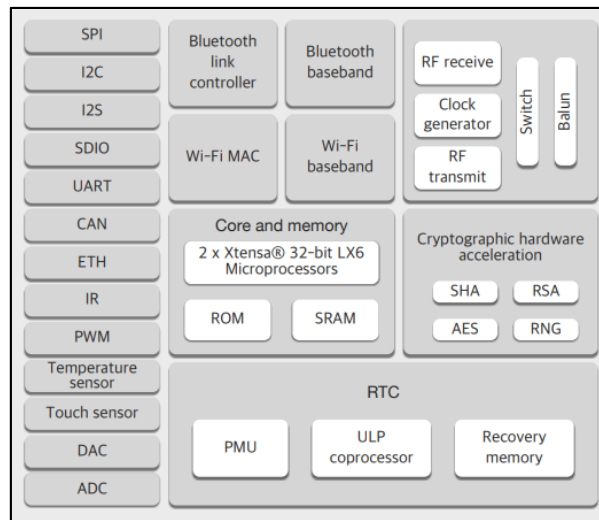 SPI
I2C
I2S
SDIO
UART
CAN
ETH
IR
PWM
Temperature
sensor
Touch sensor
DAC
ADC
Bluetooth
link
controller
Bluetooth
baseband
Wi-Fi MAC
Wi-Fi
baseband
RF receive
Clock
generator
RF
transmit
Switch
Balun
Core and memory
2 x Xtensa® 32-bit LX6
Microprocessors
ROM
SRAM
Cryptographic hardware
acceleration
SHA
RSA
AES
RNG
RTC
PMU
ULP
coprocessor
Recovery
memory